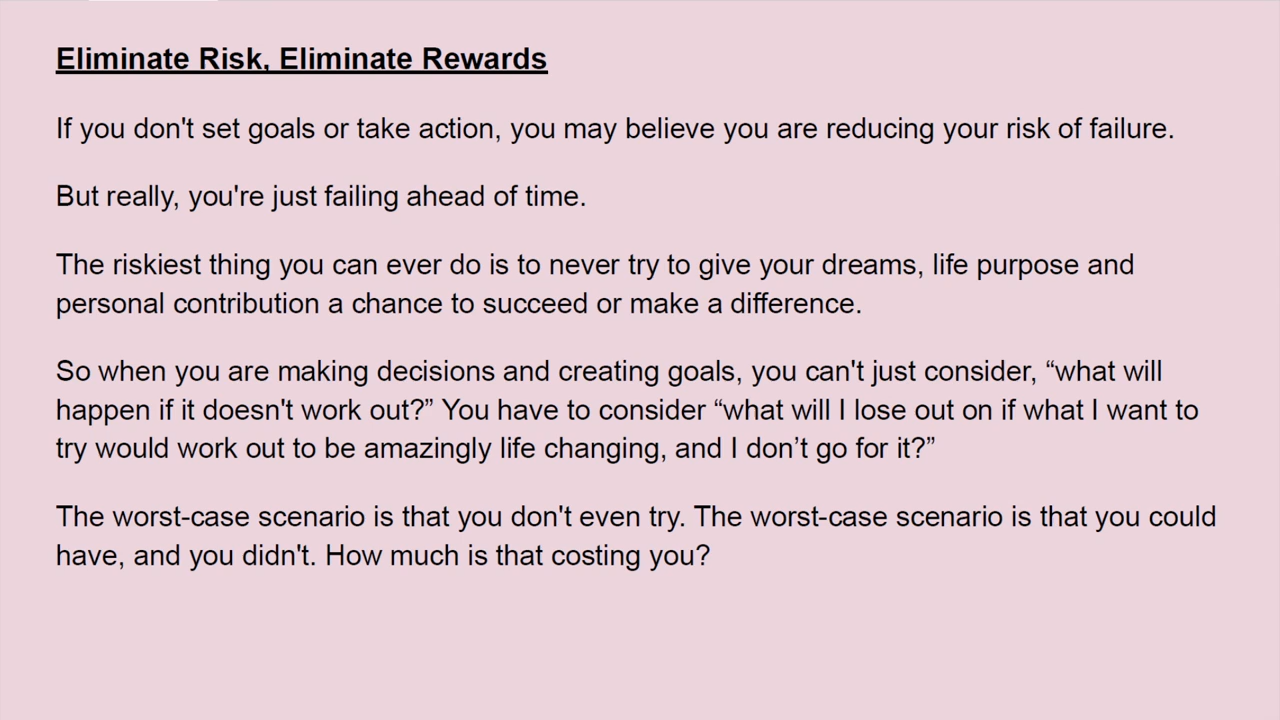 Eliminate Risk, Eliminate Rewards
If you don't set goals or take action, you may believe you are reducing your risk of failure.
But really, you're just failing ahead of time.
The riskiest thing you can ever do is to never try to give your dreams, life purpose and
personal contribution a chance to succeed or make a difference.
So when you are making decisions and creating goals, you can't just consider, “what will
happen if it doesn't work out?” You have to consider “what will I lose out on if what I want to
try would work out to be amazingly life changing, and I don’t go for it?”
The worst-case scenario is that you don't even try. The worst-case scenario is that you could
have, and you didn't. How much is that costing you?